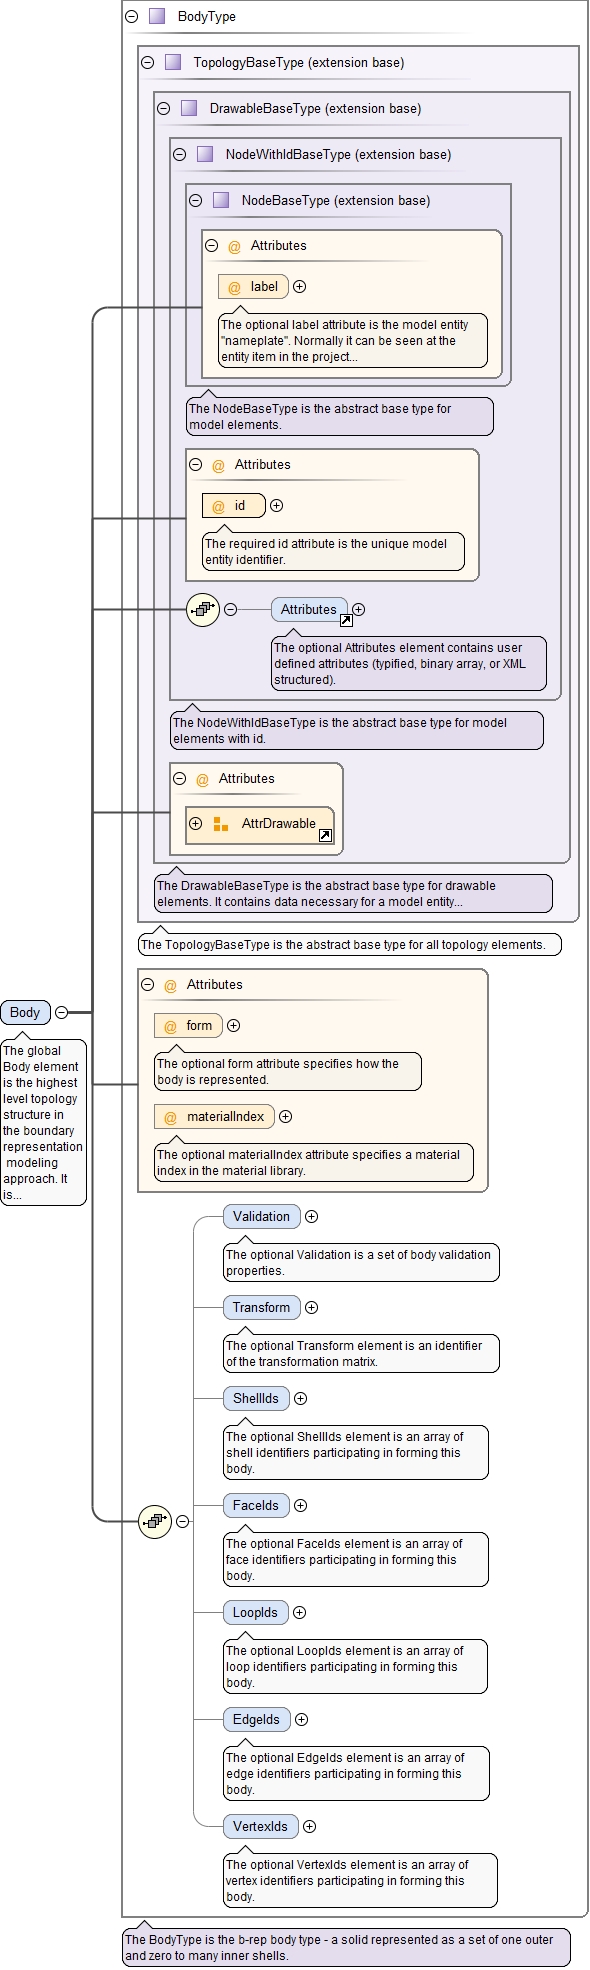 BodyType
TopologyBaseType (extension base)
DrawableBaseType (extension base)
NodeWithIdBaseType (extension base)
NodeBaseType (extension base)
@ Attributes
@ label
The optional label attribute is the model entity
"nameplate". Normally it can be seen at the
entity item in the project...
The NodeBaseType is the abstract base type for
model elements.
@ Attributes
@ id
The required id attribute is the unique model
entity identifier.
Attributes
The optional Attributes element contains user
defined attributes (typified, binary array, or XML
structured).
The NodeWithIdBaseType is the abstract base type for model
elements with id.
@ Attributes
AttrDrawable
The DrawableBaseType is the abstract base type for drawable
elements. It contains data necessary for a model entity...
The TopologyBaseType is the abstract base type for all topology elements.
@ Attributes
Body
The global
Body element
is the highest
level topology
structure in
the boundary
representation
modeling
approach. It
is...
@ form
The optional form attribute specifies how the
body is represented.
@ materialIndex
The optional materialIndex attribute specifies a material
index in the material library.
Validation
The optional Validation is a set of body validation
properties.
Transform
The optional Transform element is an identifier
of the transformation matrix.
ShellIds
The optional ShellIds element is an array of
shell identifiers participating in forming this
body.
FaceIds
The optional FaceIds element is an array of
face identifiers participating in forming this
body.
LoopIds
The optional LoopIds element is an array of
loop identifiers participating in forming this
body.
EdgeIds
The optional EdgeIds element is an array of
edge identifiers participating in forming this
body.
VertexIds
The optional VertexIds element is an array of
vertex identifiers participating in forming this
body.
The BodyType is the b-rep body type - a solid represented as a set of one outer
and zero to many inner shells.